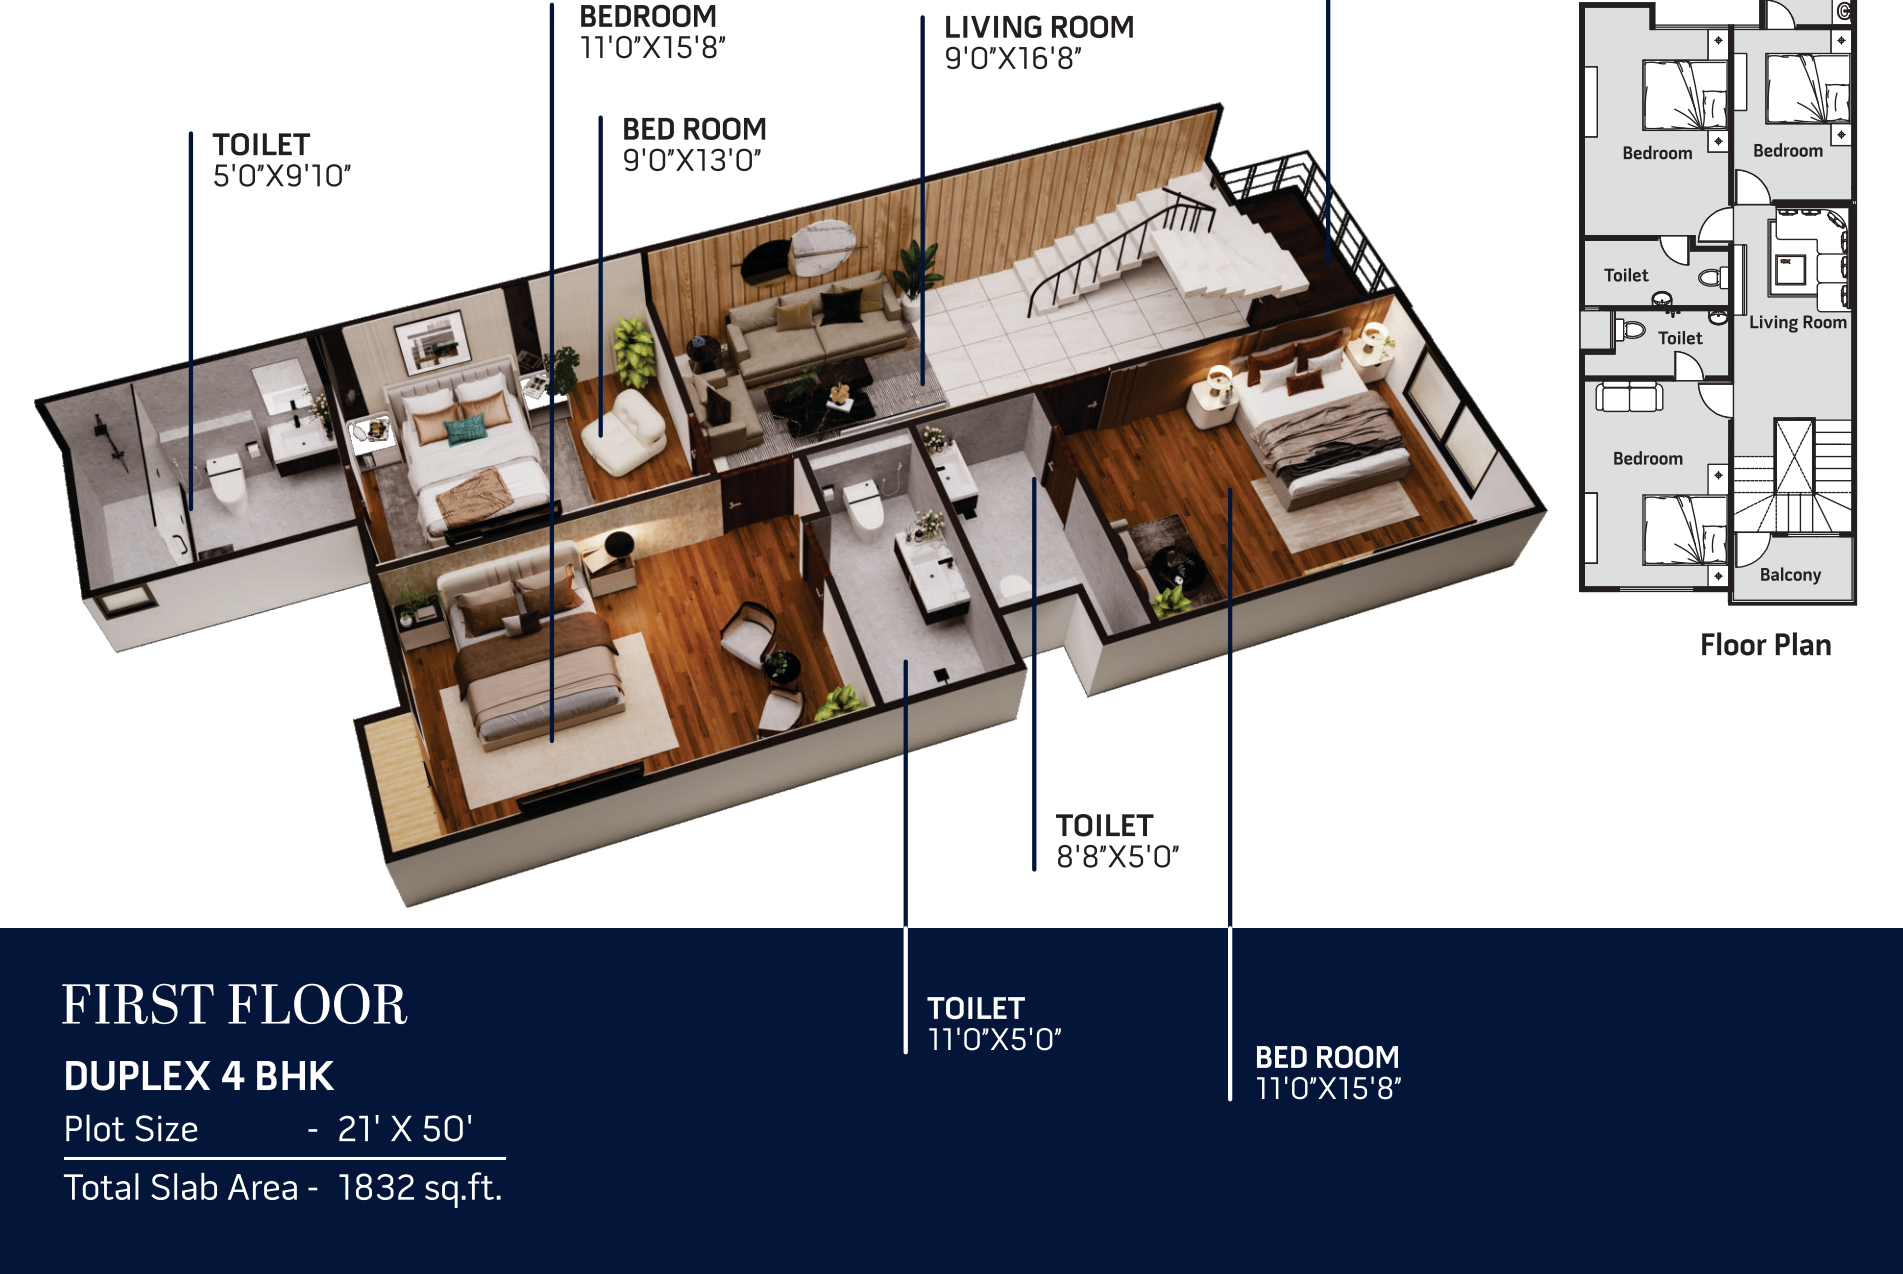 BEDROOM
11'0"X15'8"
LIVING ROOM
9'0"X16'8"
BED ROOM
9'0"X13'0"
TOILET
5'0"X9'10"
Bedroom
Bedroom
Toilet
Toilet
Living Room
Bedroom
Balcony
Floor Plan
TOILET
8'8"X5'0"
TOILET
11'0"X5'0"
BED ROOM
11'0"X15'8"
FIRST FLOOR
DUPLEX 4 BHK
Plot Size - 21' X 50'
Total Slab Area - 1832 sq.ft.